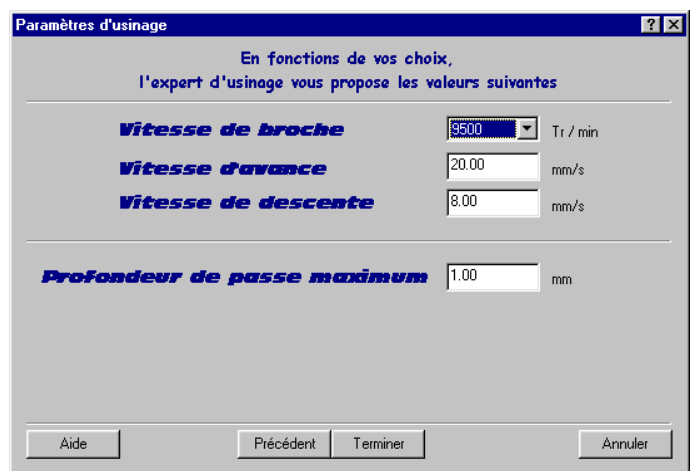 Paramètres d'usinage
En fonctions de vos choix,
l'expert d'usinage vous propose les valeurs suivantes
Vitesse de broche 9500 Tr / min
Vitesse d'avance 20.00 mm/s
Vitesse de descente 8.00 mm/s
Profondeur de passe maximum 1.00 mm
Aide Précédent Terminer Annuler